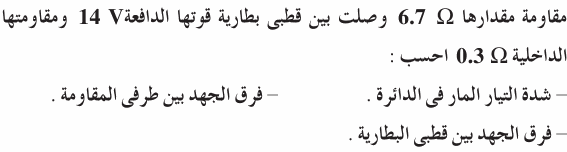 مقاومة مقدارها 6.7 Ω وصلت بين قطبى بطارية قوتها الدافعة 14 V ومقاومتها
الداخلية 0.3 Ω احسب :
– شدة التيار المار فى الدائرة . – فرق الجهد بين طرفى المقاومة .
– فرق الجهد بين قطبى البطارية .